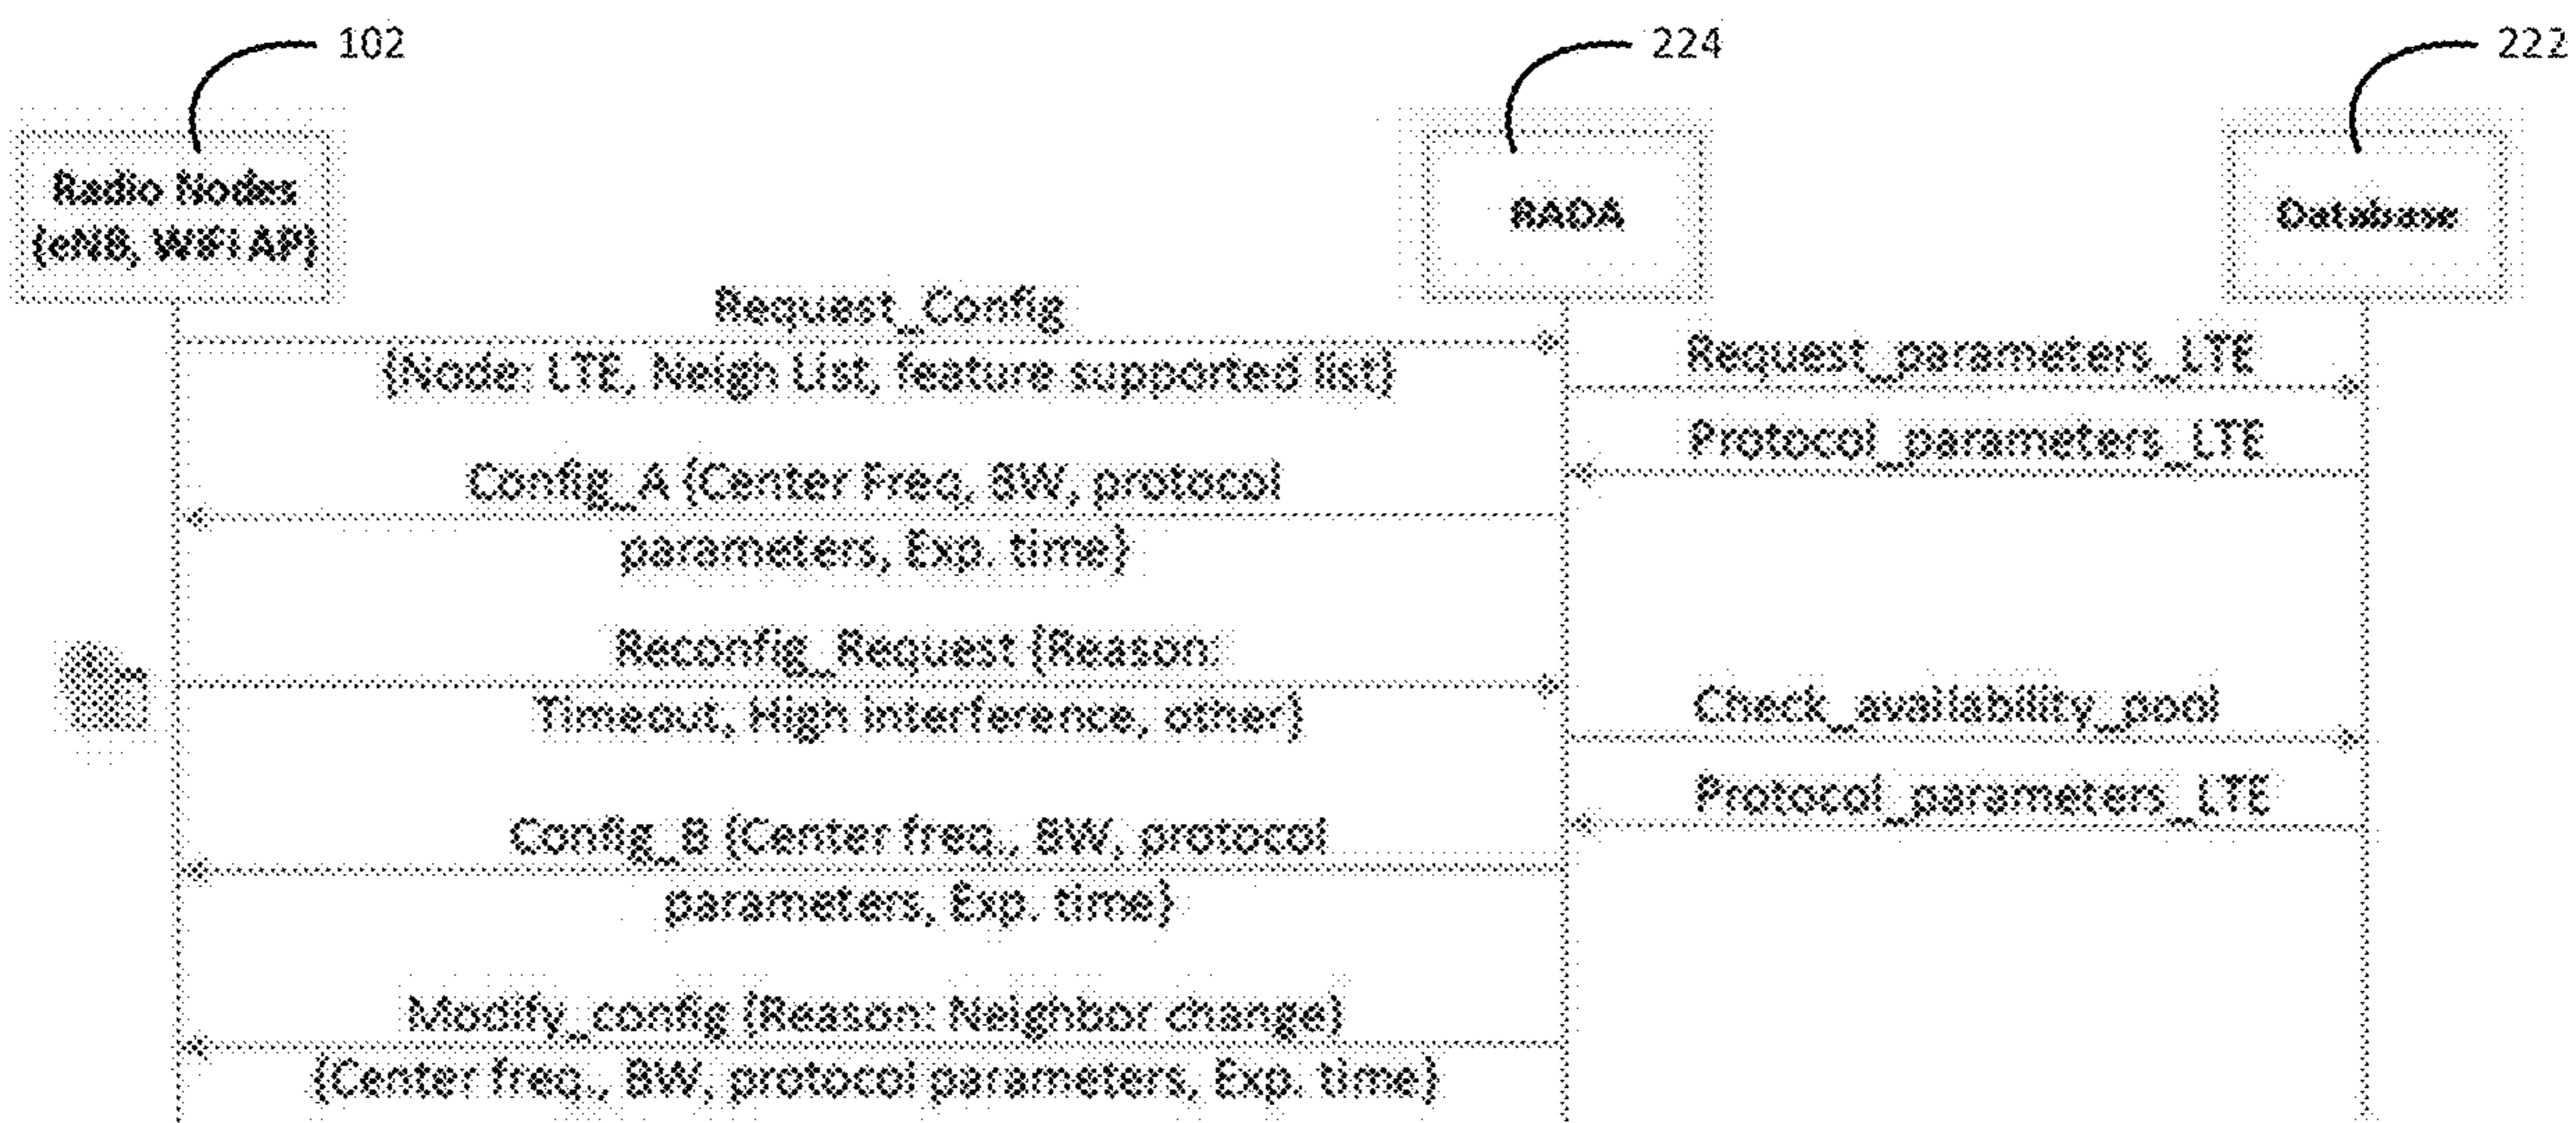 102
224
222
Radio Nodes
(eNB, WiFi AP)
RADA
Database
Request_Config
{Node: LTE, Neigh List, feature supported list}
Request_parameters_LTE
Protocol_parameters_LTE
Config_A {Center Freq, BW, protocol
parameters, Exp. time}
Reconfig_Request {Reason:
Timeout, High interference, other}
Check_availability_pool
Protocol_parameters_LTE
Config_B {Center freq., BW, protocol
parameters, Exp. time}
Modify_config {Reason: Neighbor change}
{Center freq., BW, protocol parameters, Exp. time}